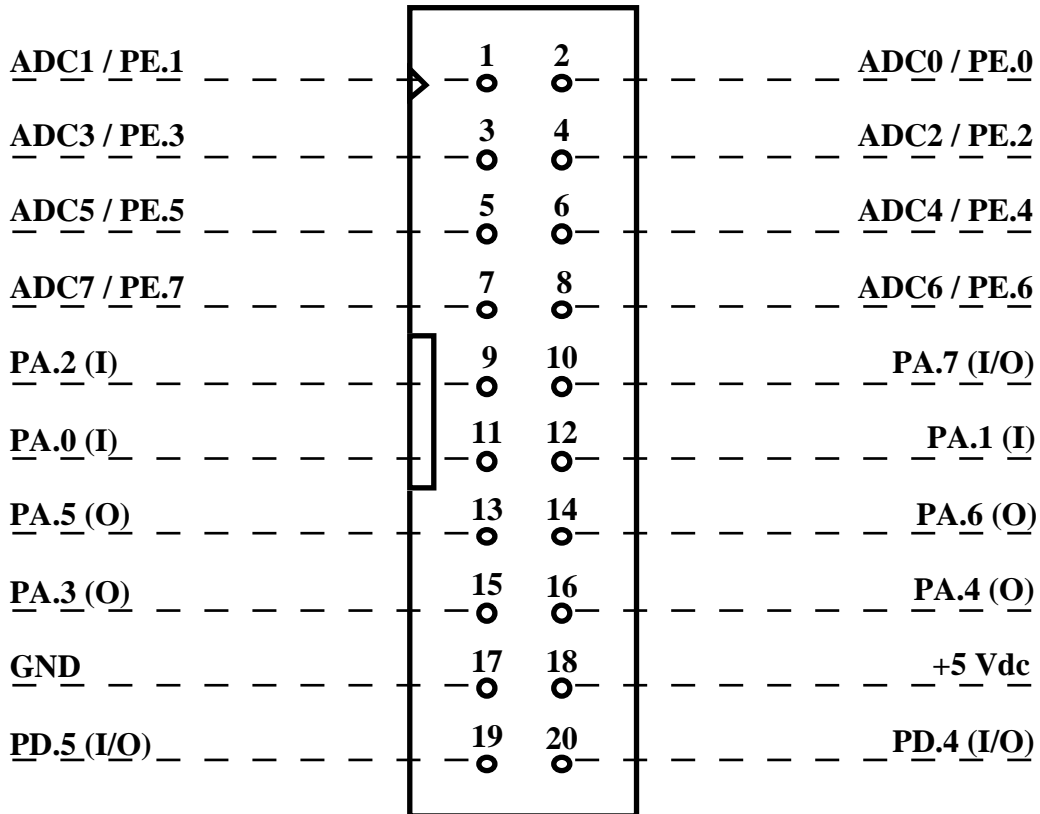 ADC1 / PE.1 1 2 ADC0 / PE.0
ADC3 / PE.3 3 4 ADC2 / PE.2
ADC5 / PE.5 5 6 ADC4 / PE.4
ADC7 / PE.7 7 8 ADC6 / PE.6
PA.2 (I) 9 10 PA.7 (I/O)
PA.0 (I) 11 12 PA.1 (I)
PA.5 (O) 13 14 PA.6 (O)
PA.3 (O) 15 16 PA.4 (O)
GND 17 18 +5 Vdc
PD.5 (I/O) 19 20 PD.4 (I/O)